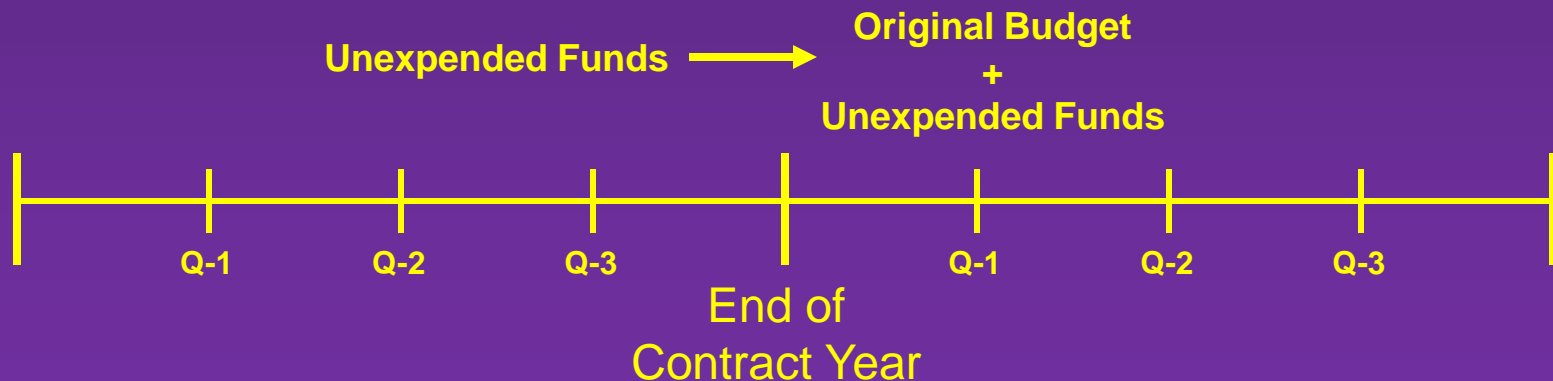 Original Budget
Unexpended Funds
+
Unexpended Funds
Q-1
Q-2
Q-3
Q-1
Q-2
Q-3
End of
Contract Year